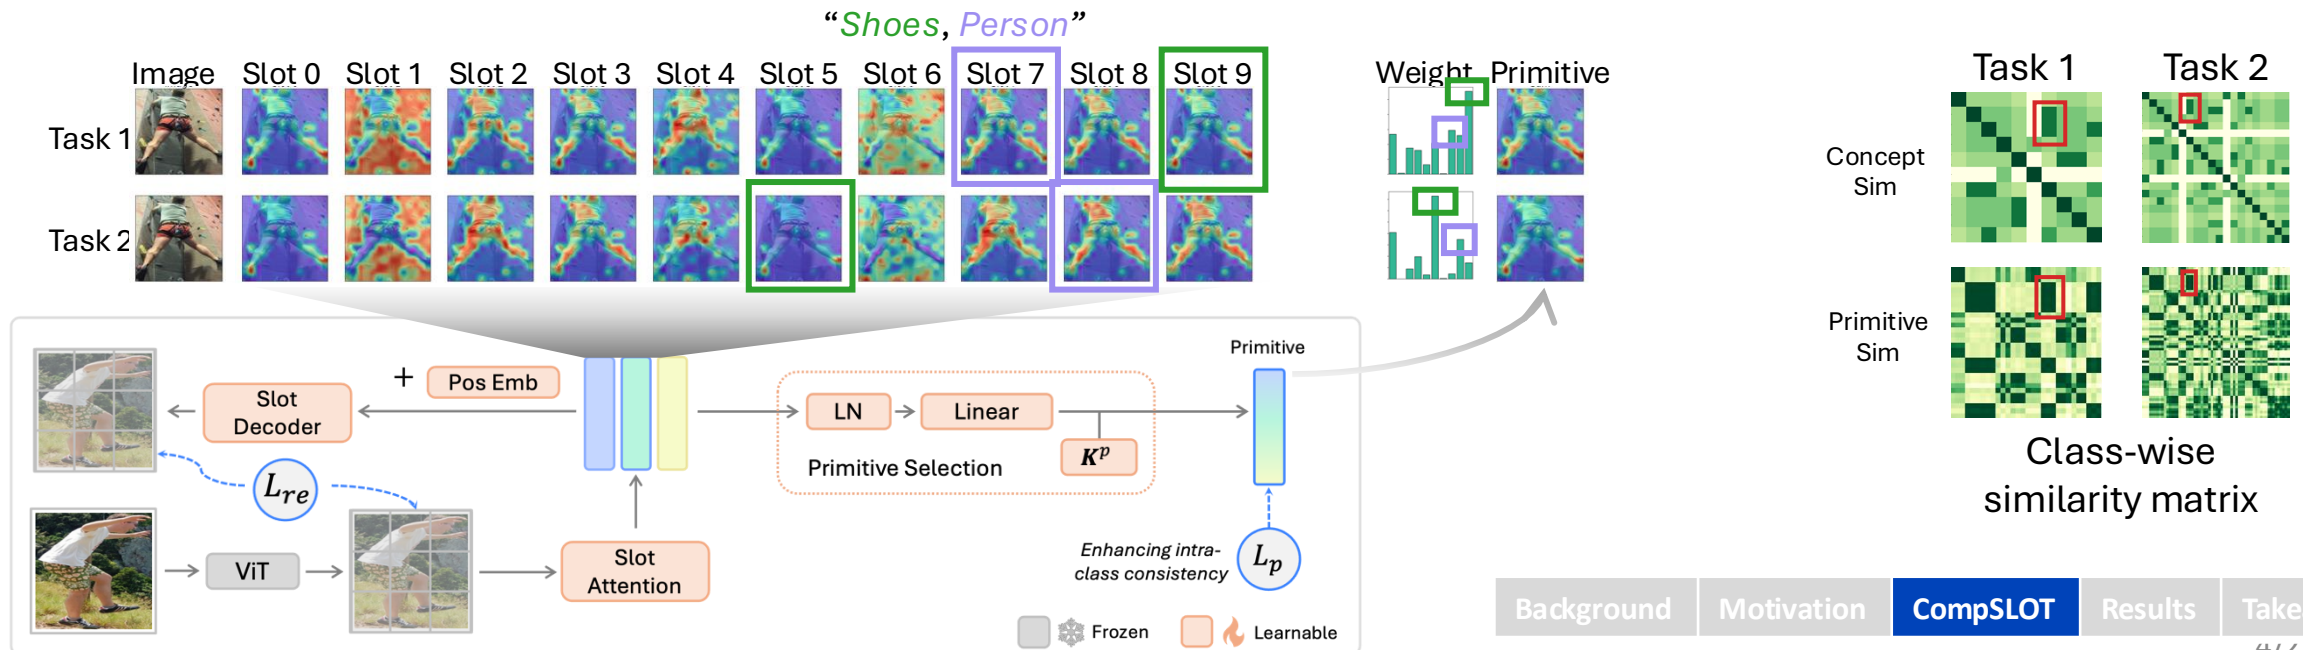 “Shoes, Person”
Image Slot 0 Slot 1 Slot 2 Slot 3 Slot 4 Slot 5 Slot 6 Slot 7 Slot 8 Slot 9
Weight Primitive
Task 1
Task 2
Task 1 Task 2
Concept
Sim
Primitive
Sim
Class-wise
similarity matrix
+ Pos Emb
Slot
Decoder
LN
Linear
K^p
Primitive Selection
Primitive
L_re
ViT
Slot
Attention
Enhancing intra-
class consistency
L_p
Frozen
Learnable
Background Motivation CompSLOT Results Take